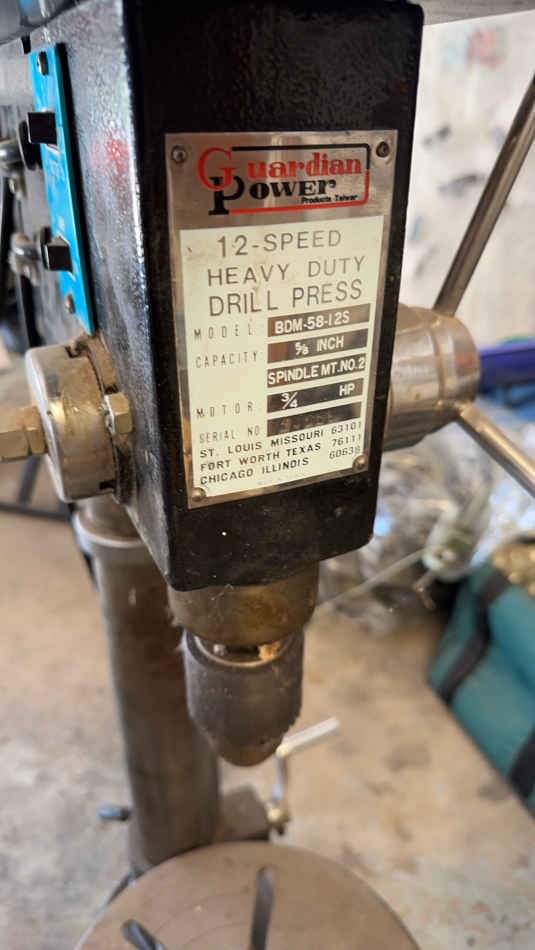 Guardian
Power
Products Taiwan
12-SPEED
HEAVY DUTY
DRILL PRESS
MODEL: BDM-58-12S
CAPACITY: 5/8 INCH
SPINDLE MT.NO.2
MOTOR. 3/4 HP
SERIAL NO
ST. LOUIS MISSOURI 63101
FORT WORTH TEXAS 76111
CHICAGO ILLINOIS 60638